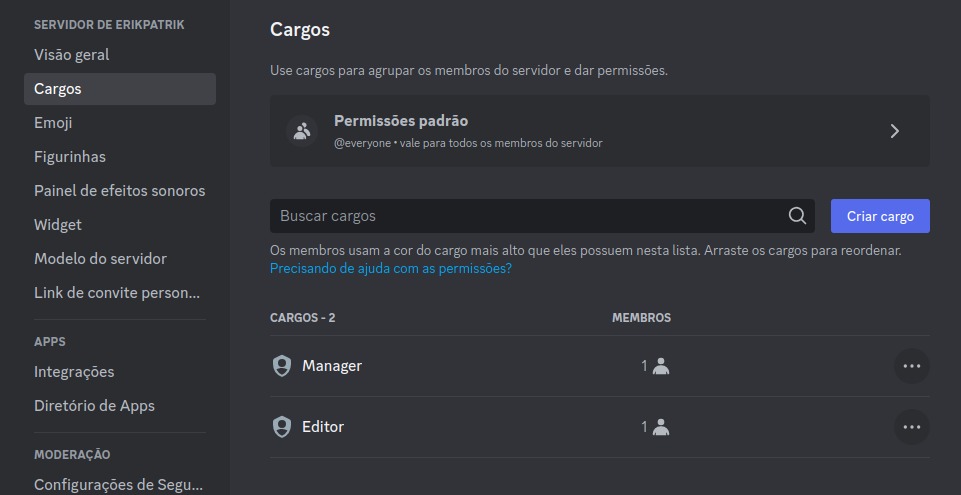 SERVIDOR DE ERIKPATRIK
Visão geral
Cargos
Emoji
Figurinhas
Painel de efeitos sonoros
Widget
Modelo do servidor
Link de convite person...
APPS
Integrações
Diretório de Apps
MODERAÇÃO
Configurações de Segu...
Cargos
Use cargos para agrupar os membros do servidor e dar permissões.
Permissões padrão
@everyone • vale para todos os membros do servidor
Buscar cargos
Criar cargo
Os membros usam a cor do cargo mais alto que eles possuem nesta lista. Arraste os cargos para reordenar.
Precisando de ajuda com as permissões?
CARGOS - 2 MEMBROS
Manager 1
Editor 1